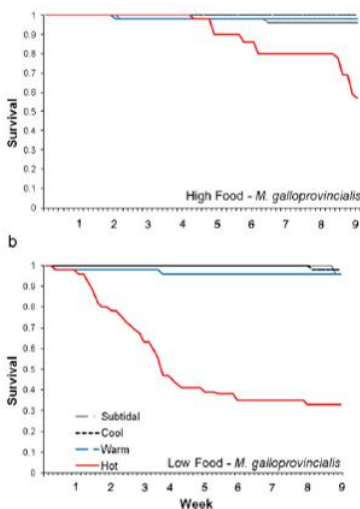 1
0.9
0.8
0.7
0.6
0.5
0.4
0.3
0.2
0.1
0
Survival
High Food - M. galloprovincialis
1 2 3 4 5 6 7 8 9
b
1
0.9
0.8
0.7
0.6
0.5
0.4
0.3
0.2
0.1
0
Survival
Subtidal
Cool
Warm
Hot
Low Food - M. galloprovincialis
1 2 3 4 5 6 7 8 9
Week